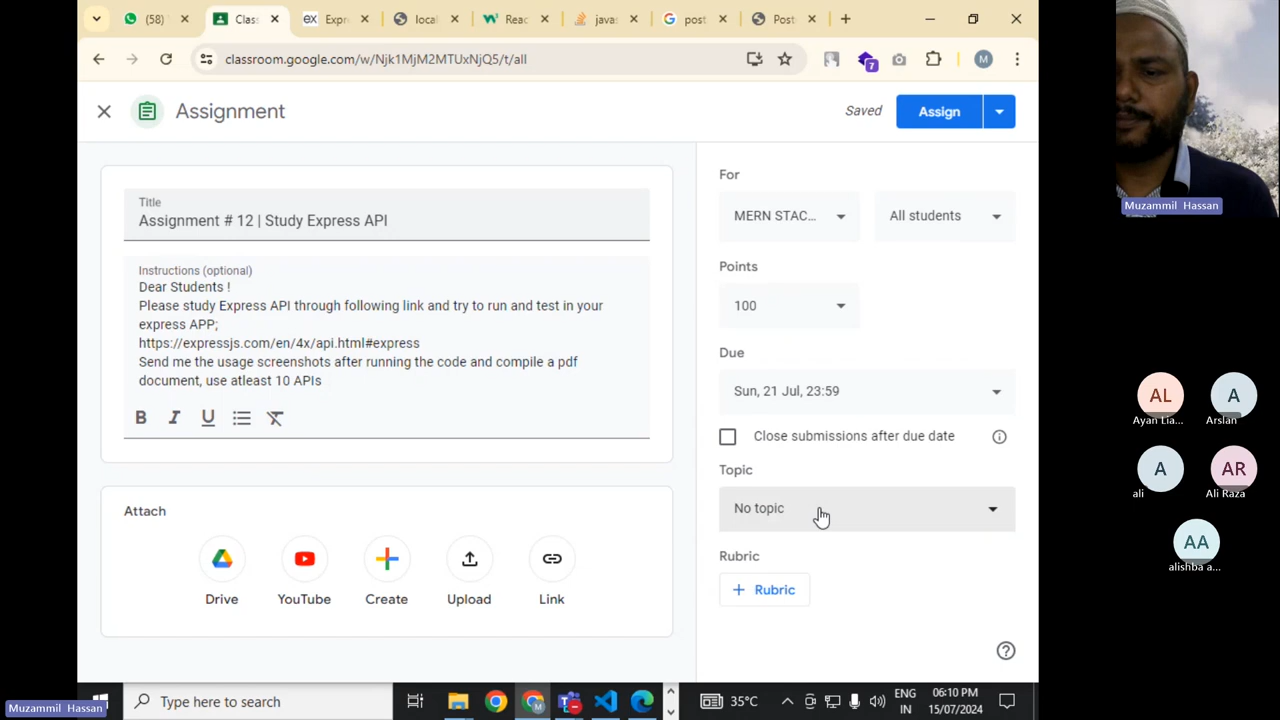 (58)
Clas
Expre
local
Reac
javas
post
Post
classroom.google.com/w/Njk1MjM2MTUxNjQ5/t/all
7
M
Assignment
Saved
Assign
Title
Assignment # 12 | Study Express API
Instructions (optional)
Dear Students !
Please study Express API through following link and try to run and test in your
express APP;
https://expressjs.com/en/4x/api.html#express
Send me the usage screenshots after running the code and compile a pdf
document, use atleast 10 APIs
B I U
Attach
Drive
YouTube
Create
Upload
Link
For
MERN STAC...
All students
Points
100
Due
Sun, 21 Jul, 23:59
Close submissions after due date
Topic
No topic
Rubric
+ Rubric
Muzammil Hassan
AL
Ayan Lia...
A
Arslan
A
ali
AR
Ali Raza
AA
alishba a...
Muzammil Hassan
Type here to search
35°C
ENG
IN
06:10 PM
15/07/2024